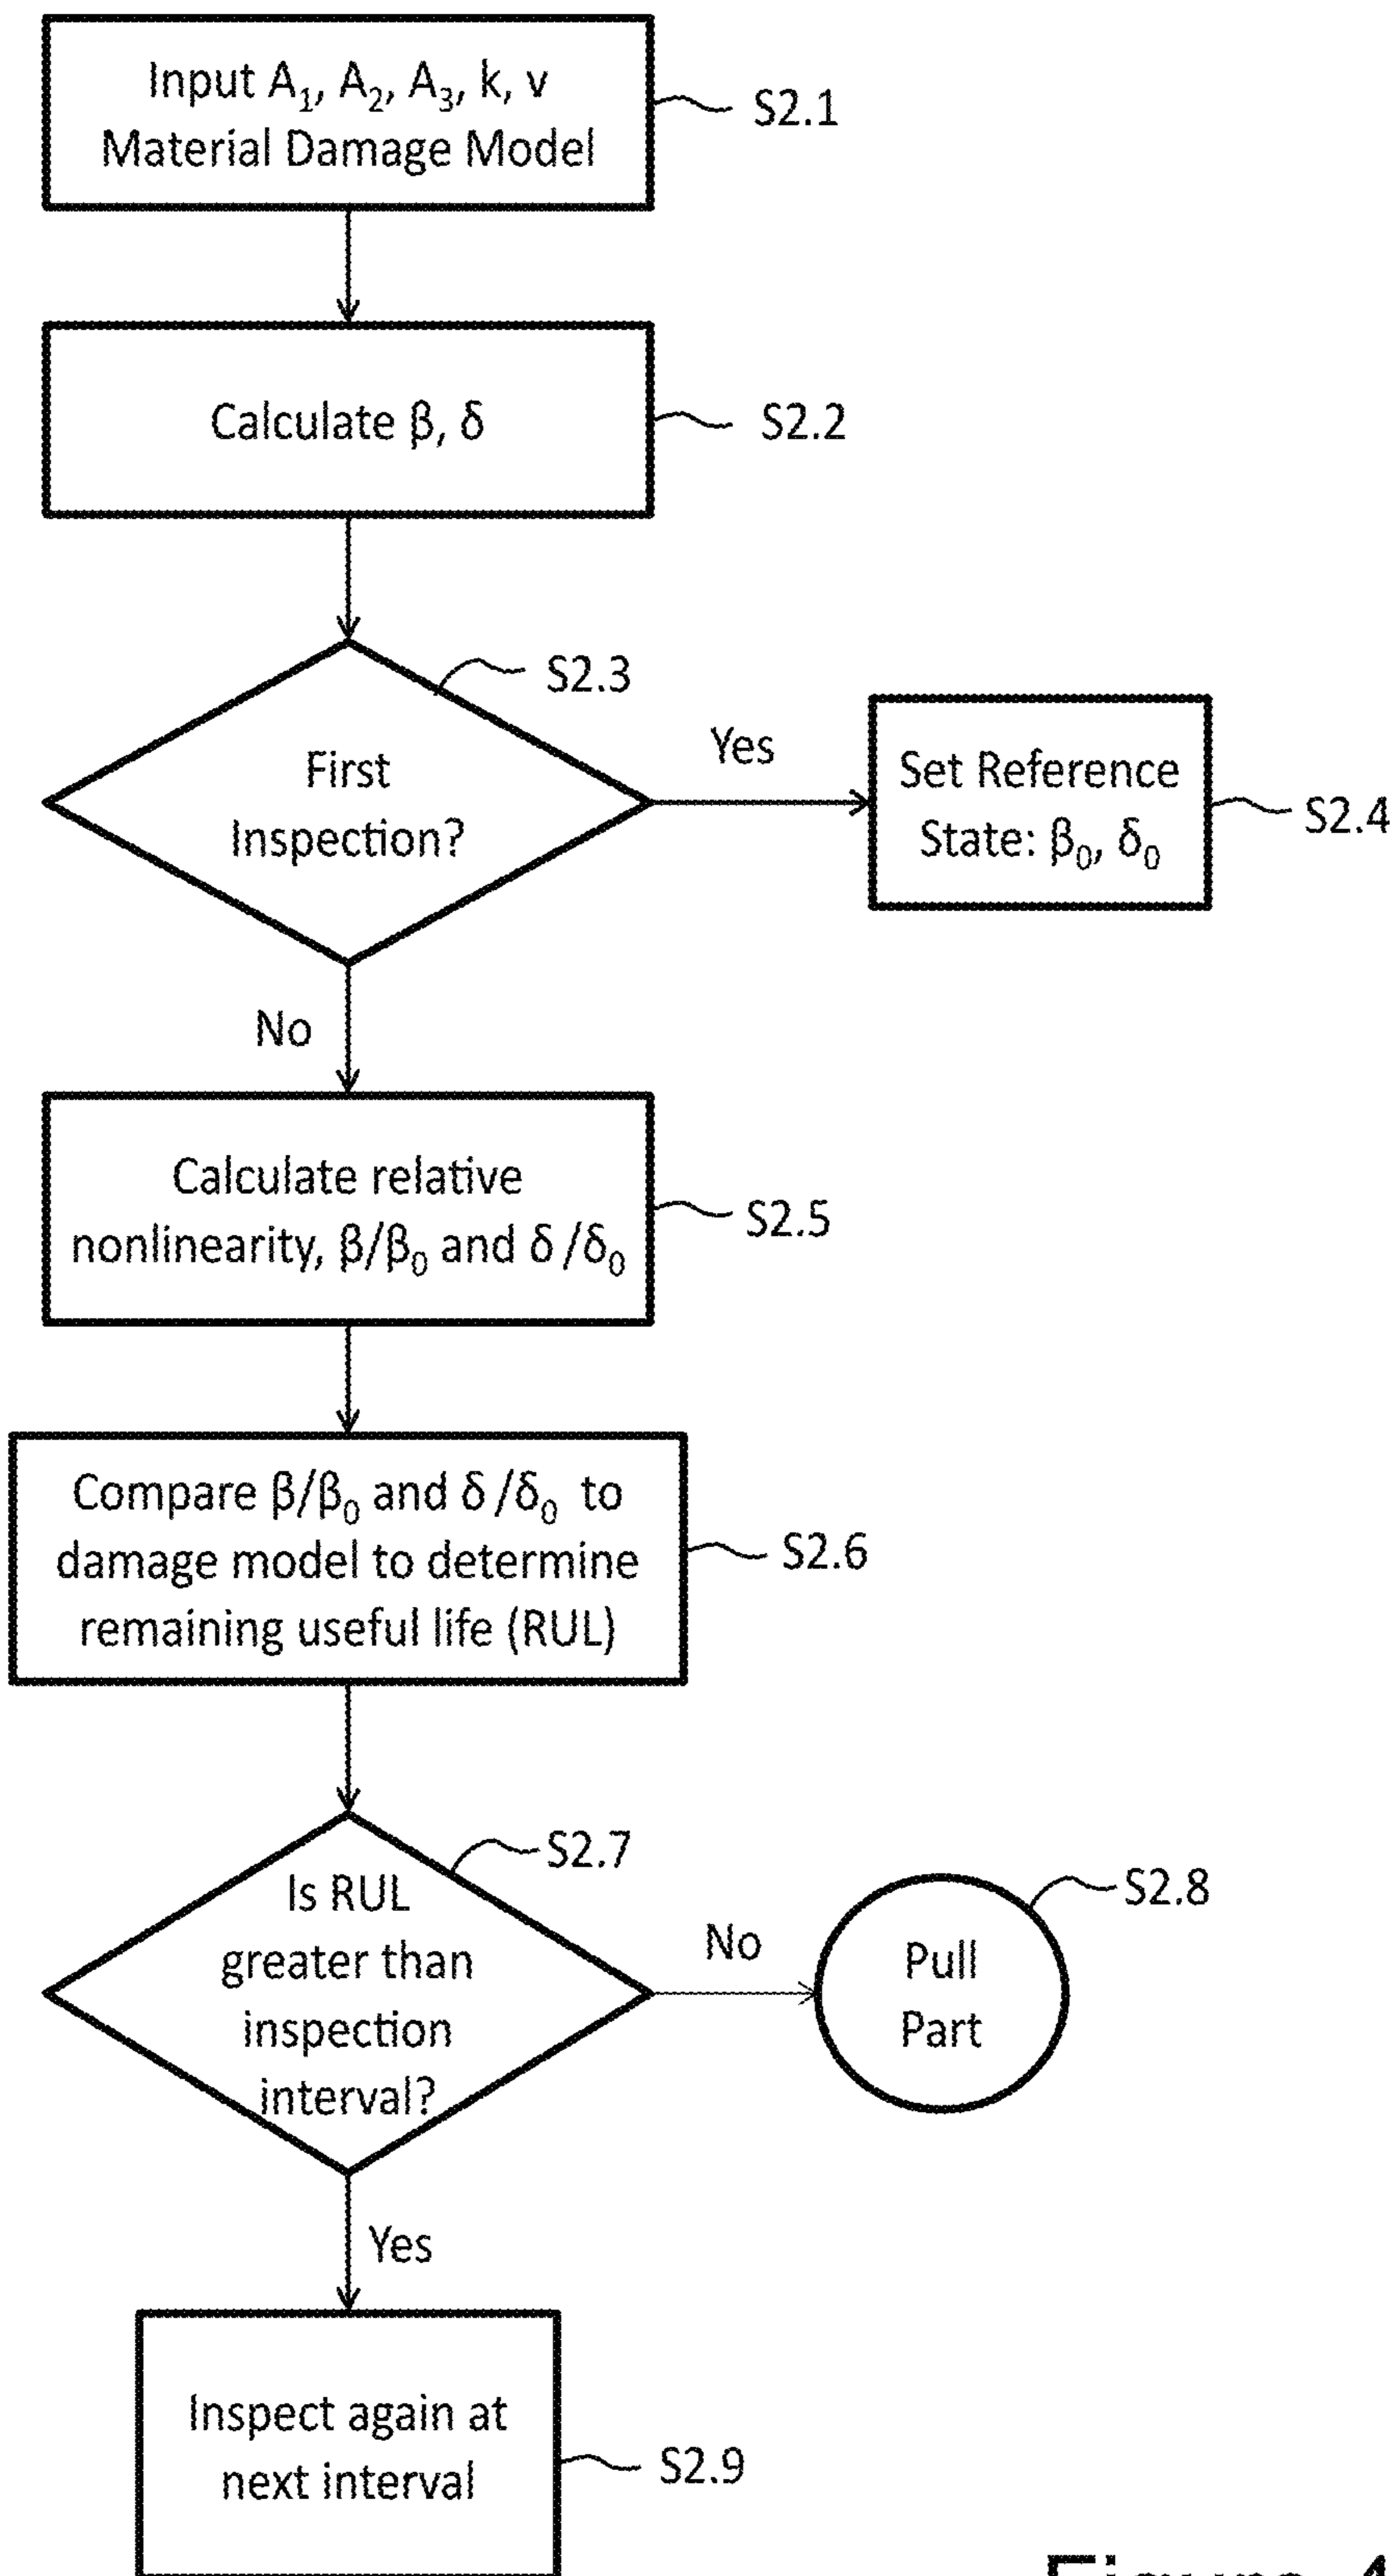 Input A₁, A₂, A₃, k, v
Material Damage Model
S2.1
Calculate β, δ
S2.2
S2.3
First
Inspection?
Yes
Set Reference
State: β₀, δ₀
S2.4
No
Calculate relative
nonlinearity, β/β₀ and δ/δ₀
S2.5
Compare β/β₀ and δ/δ₀ to
damage model to determine
remaining useful life (RUL)
S2.6
S2.7
Is RUL
greater than
inspection
interval?
No
S2.8
Pull
Part
Yes
Inspect again at
next interval
S2.9